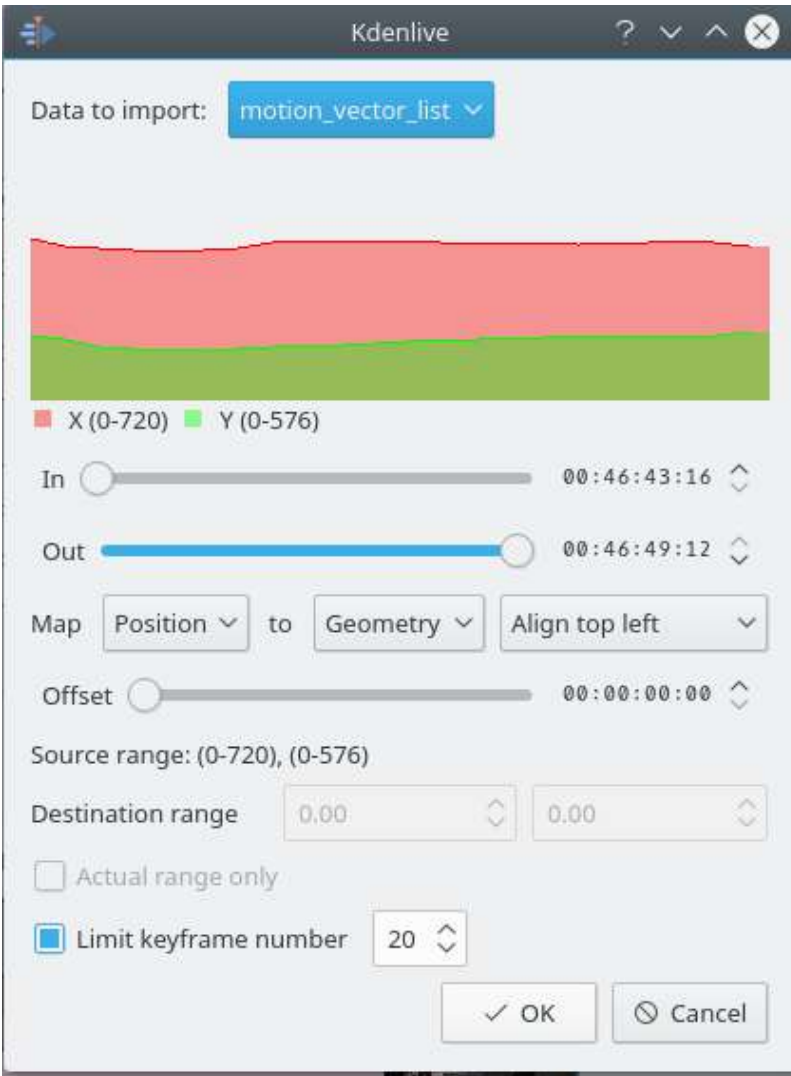 Kdenlive
Data to import: motion_vector_list
X (0-720) Y (0-576)
In 00:46:43:16
Out 00:46:49:12
Map Position to Geometry Align top left
Offset 00:00:00:00
Source range: (0-720), (0-576)
Destination range 0.00 0.00
Actual range only
Limit keyframe number 20
OK Cancel